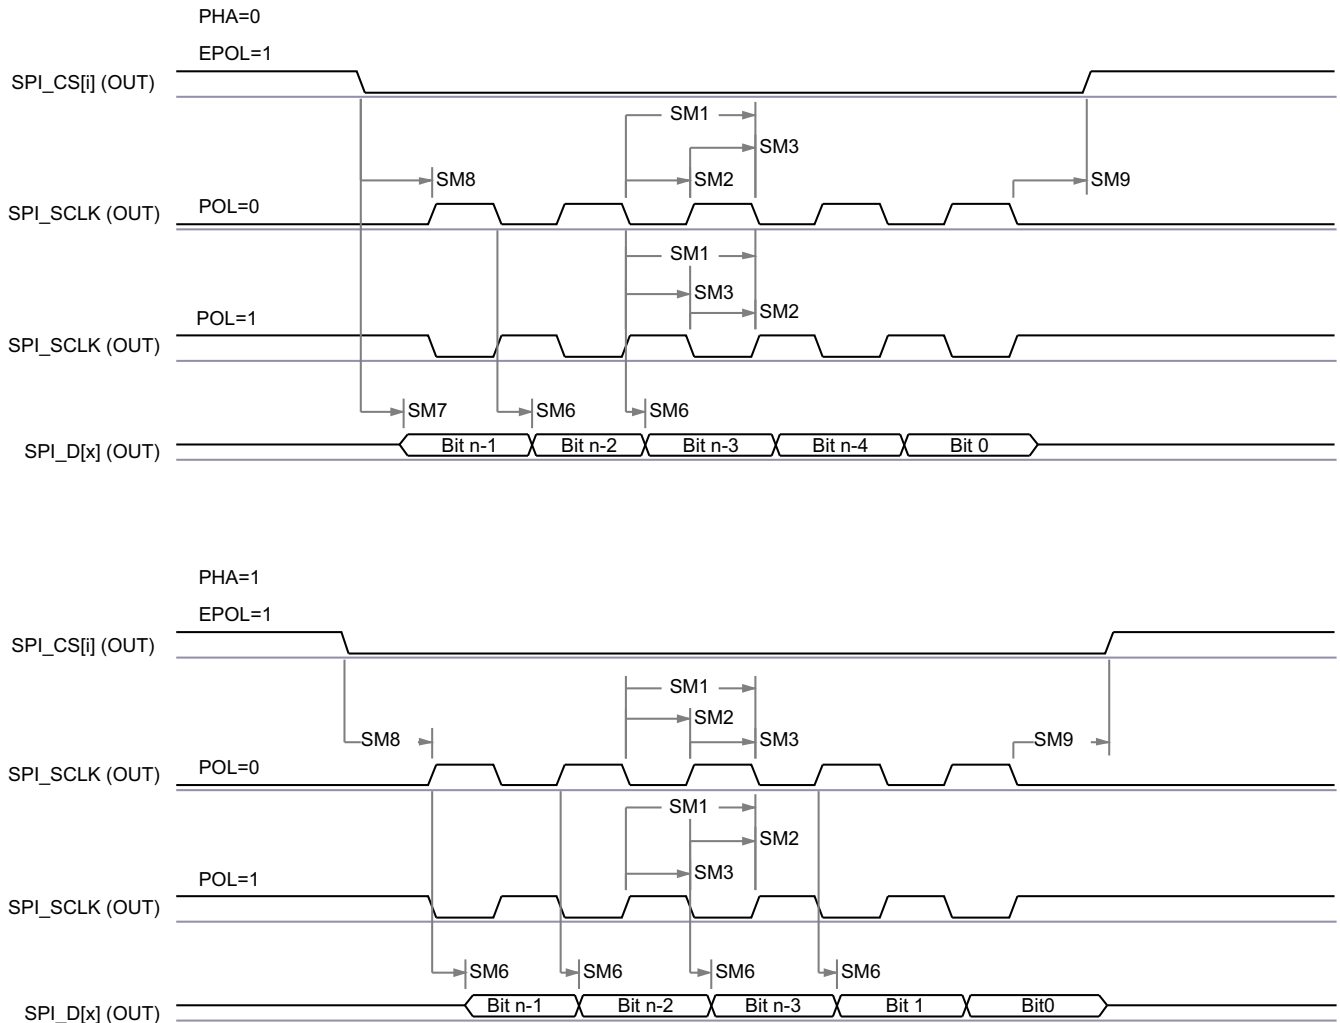 PHA=0
EPOL=1
SPI_CS[i] (OUT)
SM1
SM3
SM8
SM2
SM9
SPI_SCLK (OUT)
POL=0
SM1
SM3
SM2
POL=1
SPI_SCLK (OUT)
SM7
SM6
SM6
SPI_D[x] (OUT)
Bit n-1
Bit n-2
Bit n-3
Bit n-4
Bit 0
PHA=1
EPOL=1
SPI_CS[i] (OUT)
SM1
SM2
SM8
SM3
SM9
SPI_SCLK (OUT)
POL=0
SM1
SM2
SM3
POL=1
SPI_SCLK (OUT)
SM6
SM6
SM6
SM6
SPI_D[x] (OUT)
Bit n-1
Bit n-2
Bit n-3
Bit 1
Bit0